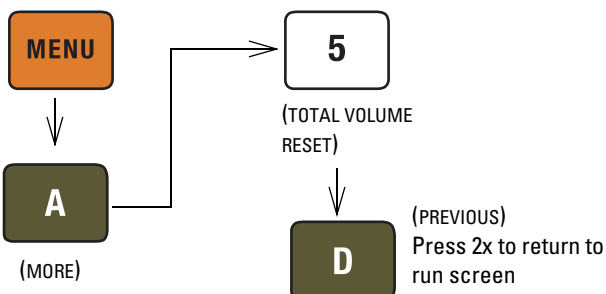 MENU
A
(MORE)
5
(TOTAL VOLUME
RESET)
D
(PREVIOUS)
Press 2x to return to
run screen